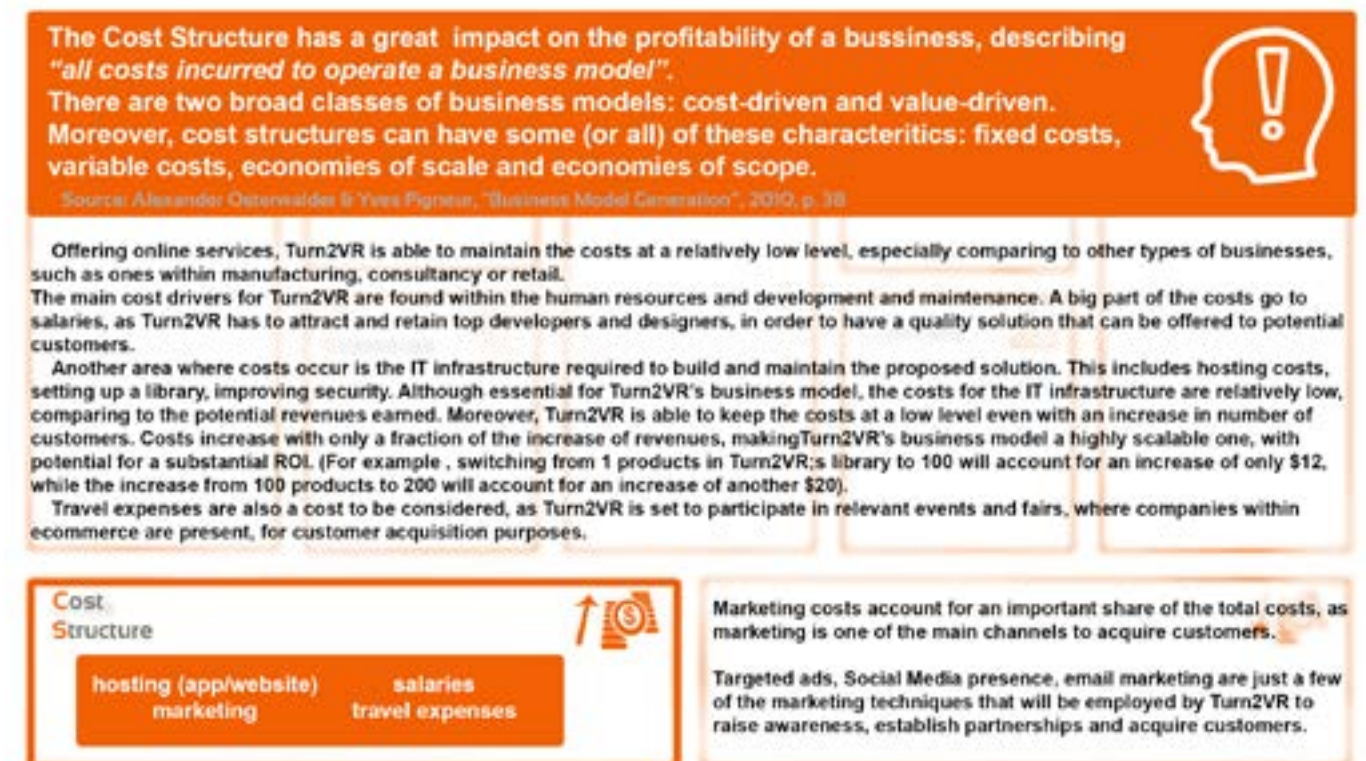 The Cost Structure has a great impact on the profitability of a bussiness, describing
“all costs incurred to operate a business model”.
There are two broad classes of business models: cost-driven and value-driven.
Moreover, cost structures can have some (or all) of these characteritics: fixed costs,
variable costs, economies of scale and economies of scope.
Source: Alexander Osterwalder & Yves Pigneur, "Business Model Generation", 2010, p. 38
Offering online services, Turn2VR is able to maintain the costs at a relatively low level, especially comparing to other types of businesses,
such as ones within manufacturing, consultancy or retail.
The main cost drivers for Turn2VR are found within the human resources and development and maintenance. A big part of the costs go to
salaries, as Turn2VR has to attract and retain top developers and designers, in order to have a quality solution that can be offered to potential
customers.
Another area where costs occur is the IT infrastructure required to build and maintain the proposed solution. This includes hosting costs,
setting up a library, improving security. Although essential for Turn2VR's business model, the costs for the IT infrastructure are relatively low,
comparing to the potential revenues earned. Moreover, Turn2VR is able to keep the costs at a low level even with an increase in number of
customers. Costs increase with only a fraction of the increase of revenues, makingTurn2VR's business model a highly scalable one, with
potential for a substantial ROI. (For example , switching from 1 products in Turn2VR;s library to 100 will account for an increase of only $12,
while the increase from 100 products to 200 will account for an increase of another $20).
Travel expenses are also a cost to be considered, as Turn2VR is set to participate in relevant events and fairs, where companies within
ecommerce are present, for customer acquisition purposes.
Cost
Structure
hosting (app/website) salaries
marketing travel expenses
Marketing costs account for an important share of the total costs, as
marketing is one of the main channels to acquire customers.
Targeted ads, Social Media presence, email marketing are just a few
of the marketing techniques that will be employed by Turn2VR to
raise awareness, establish partnerships and acquire customers.